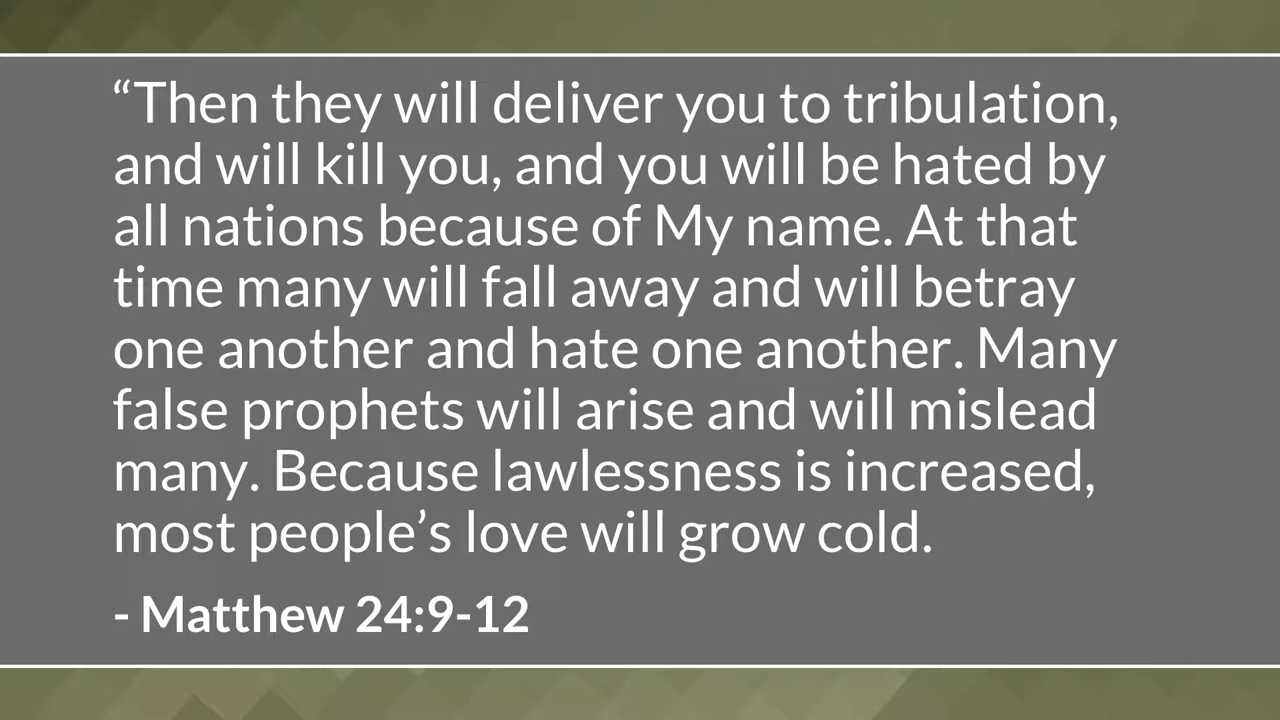 “Then they will deliver you to tribulation,
and will kill you, and you will be hated by
all nations because of My name. At that
time many will fall away and will betray
one another and hate one another. Many
false prophets will arise and will mislead
many. Because lawlessness is increased,
most people’s love will grow cold.
- Matthew 24:9-12